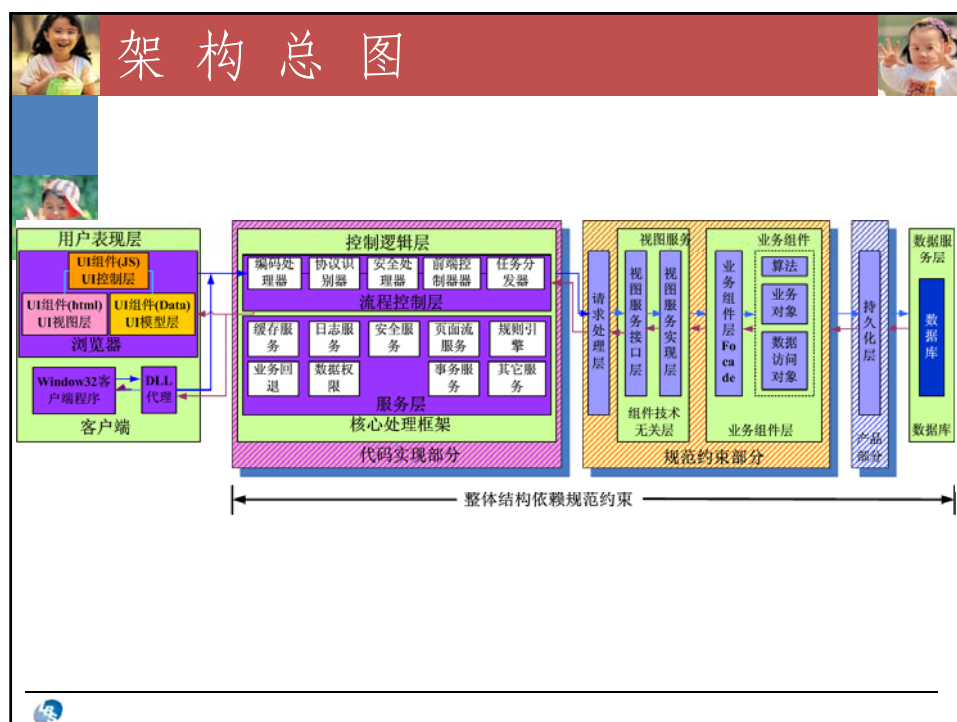 架构总图
用户表现层
UI组件(JS)
UI控制层
UI组件(html)
UI视图层
UI组件(Data)
UI模型层
浏览器
Window32客
户端程序
DLL
代理
客户端
控制逻辑层
编码处
理器
协议识
别器
安全处
理器
前端控
制器器
任务分
发器
流程控制层
缓存服
务
日志服
务
安全服
务
页面流
服务
规则引
擎
业务回
退
数据权
限
事务服
务
其它服
务
服务层
核心处理框架
代码实现部分
请求处理层
视图服务
视图服务接口层
视图服务实现层
组件技术
无关层
业务组件
业务组件层
Fo
ca
de
算法
业务
对象
数据
访问
对象
业务组件层
规范约束部分
持久化层
产品
部分
数据服
务层
数据库
数据库
整体结构依赖规范约束
LBS